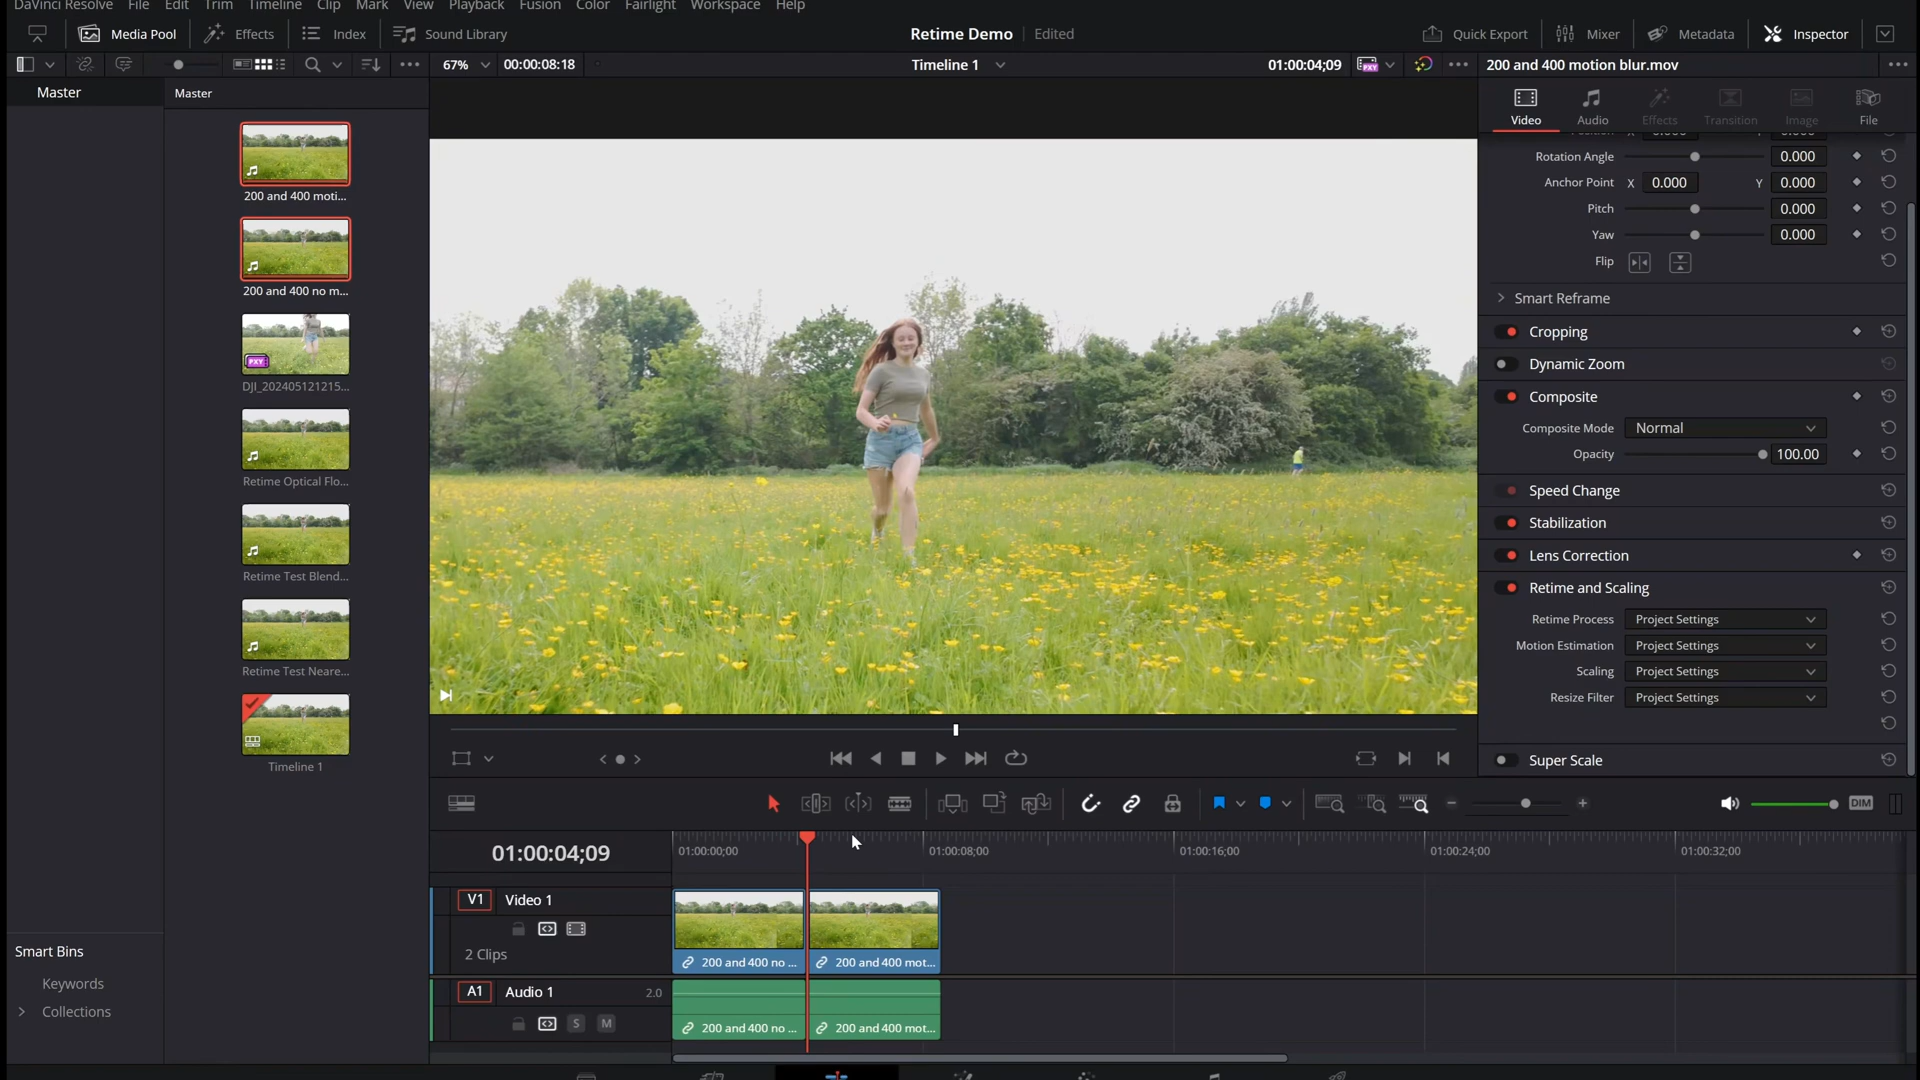 DaVinci Resolve File Edit Trim Timeline Clip Mark View Playback Fusion Color Fairlight Workspace Help
Media Pool Effects Index Sound Library Retime Demo Edited Quick Export Mixer Metadata Inspector
67% 00:00:08:18 Timeline 1 01:00:04;09 PXY 200 and 400 motion blur.mov
Master
Master
Video Audio Effects Transition Image File
200 and 400 moti...
200 and 400 no m...
PXY
DJI_202405121215...
Retime Optical Flo...
Retime Test Blend...
Retime Test Neare...
Timeline 1
Rotation Angle 0.000
Anchor Point X 0.000 Y 0.000
Pitch 0.000
Yaw 0.000
Flip
Smart Reframe
Cropping
Dynamic Zoom
Composite
Composite Mode Normal
Opacity 100.00
Speed Change
Stabilization
Lens Correction
Retime and Scaling
Retime Process Project Settings
Motion Estimation Project Settings
Scaling Project Settings
Resize Filter Project Settings
Super Scale
DIM
01:00:04;09
01:00:00;00 01:00:08;00 01:00:16;00 01:00:24;00 01:00:32;00
V1 Video 1
2 Clips
200 and 400 no ... 200 and 400 mot...
A1 Audio 1 2.0
S M
200 and 400 no ... 200 and 400 mot...
Smart Bins
Keywords
Collections